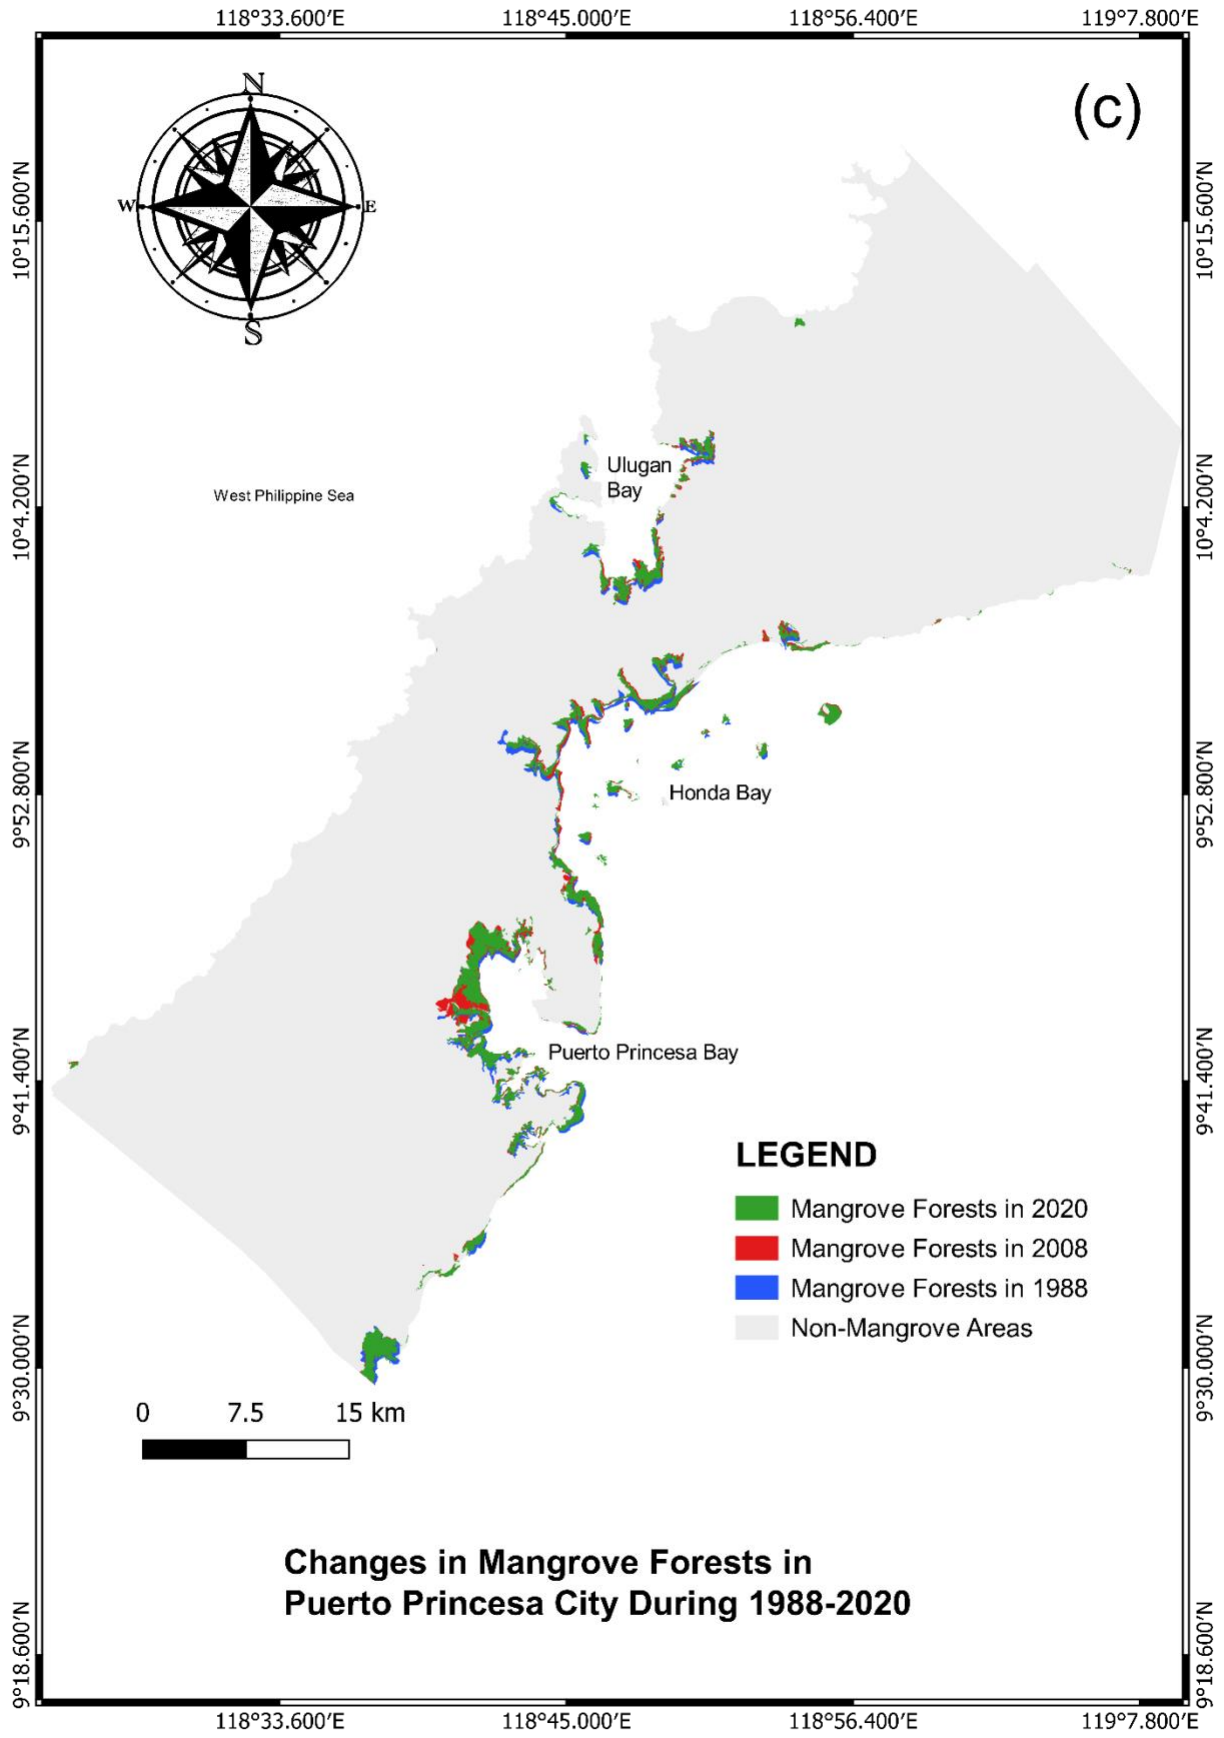 118°33.600′E 118°45.000′E 118°56.400′E 119°7.800′E
(c)
N
W E
S
10°15.600′N 10°15.600′N
Ulugan
Bay
West Philippine Sea
10°4.200′N 10°4.200′N
Honda Bay
9°52.800′N 9°52.800′N
Puerto Princesa Bay
9°41.400′N 9°41.400′N
LEGEND
Mangrove Forests in 2020
Mangrove Forests in 2008
Mangrove Forests in 1988
Non-Mangrove Areas
9°30.000′N 9°30.000′N
0 7.5 15 km
Changes in Mangrove Forests in
Puerto Princesa City During 1988-2020
9°18.600′N 9°18.600′N
118°33.600′E 118°45.000′E 118°56.400′E 119°7.800′E